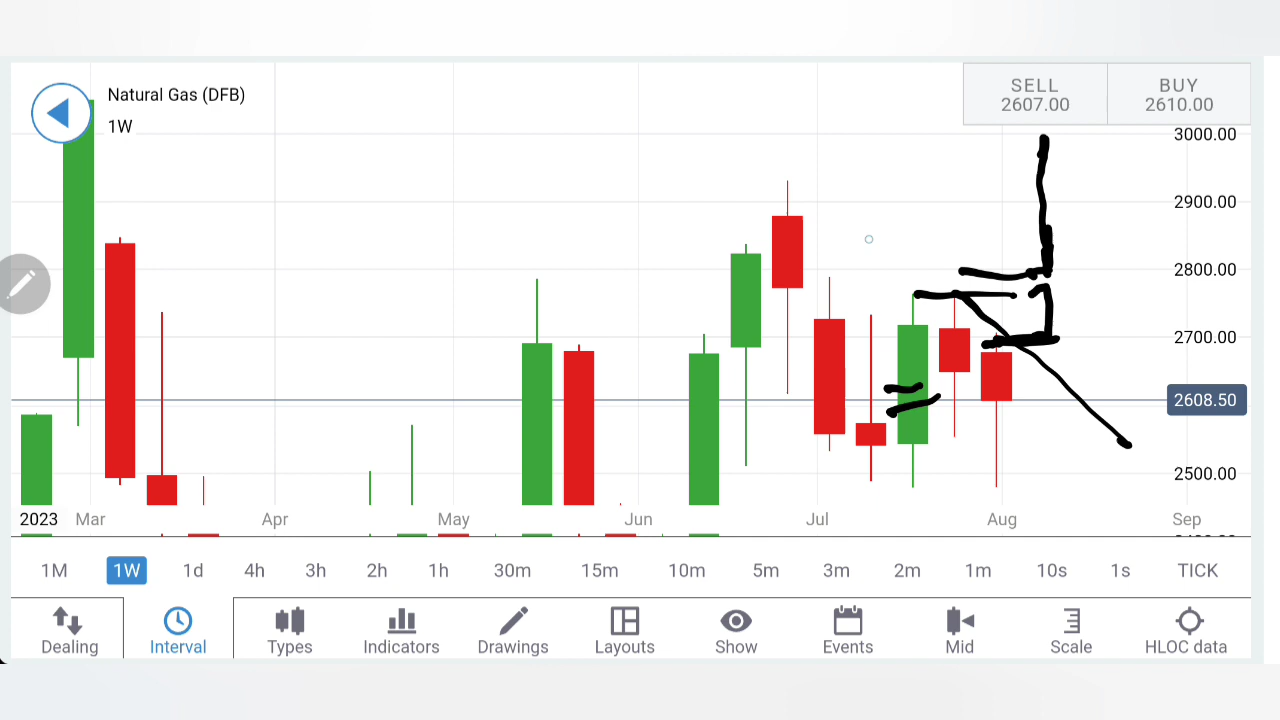 Natural Gas (DFB)
1W
SELL BUY
2607.00 2610.00
3000.00
2900.00
2800.00
2700.00
2608.50
2500.00
2023 Mar Apr May Jun Jul Aug Sep
1M 1W 1d 4h 3h 2h 1h 30m 15m 10m 5m 3m 2m 1m 10s 1s TICK
Dealing Interval Types Indicators Drawings Layouts Show Events Mid Scale HLOC data